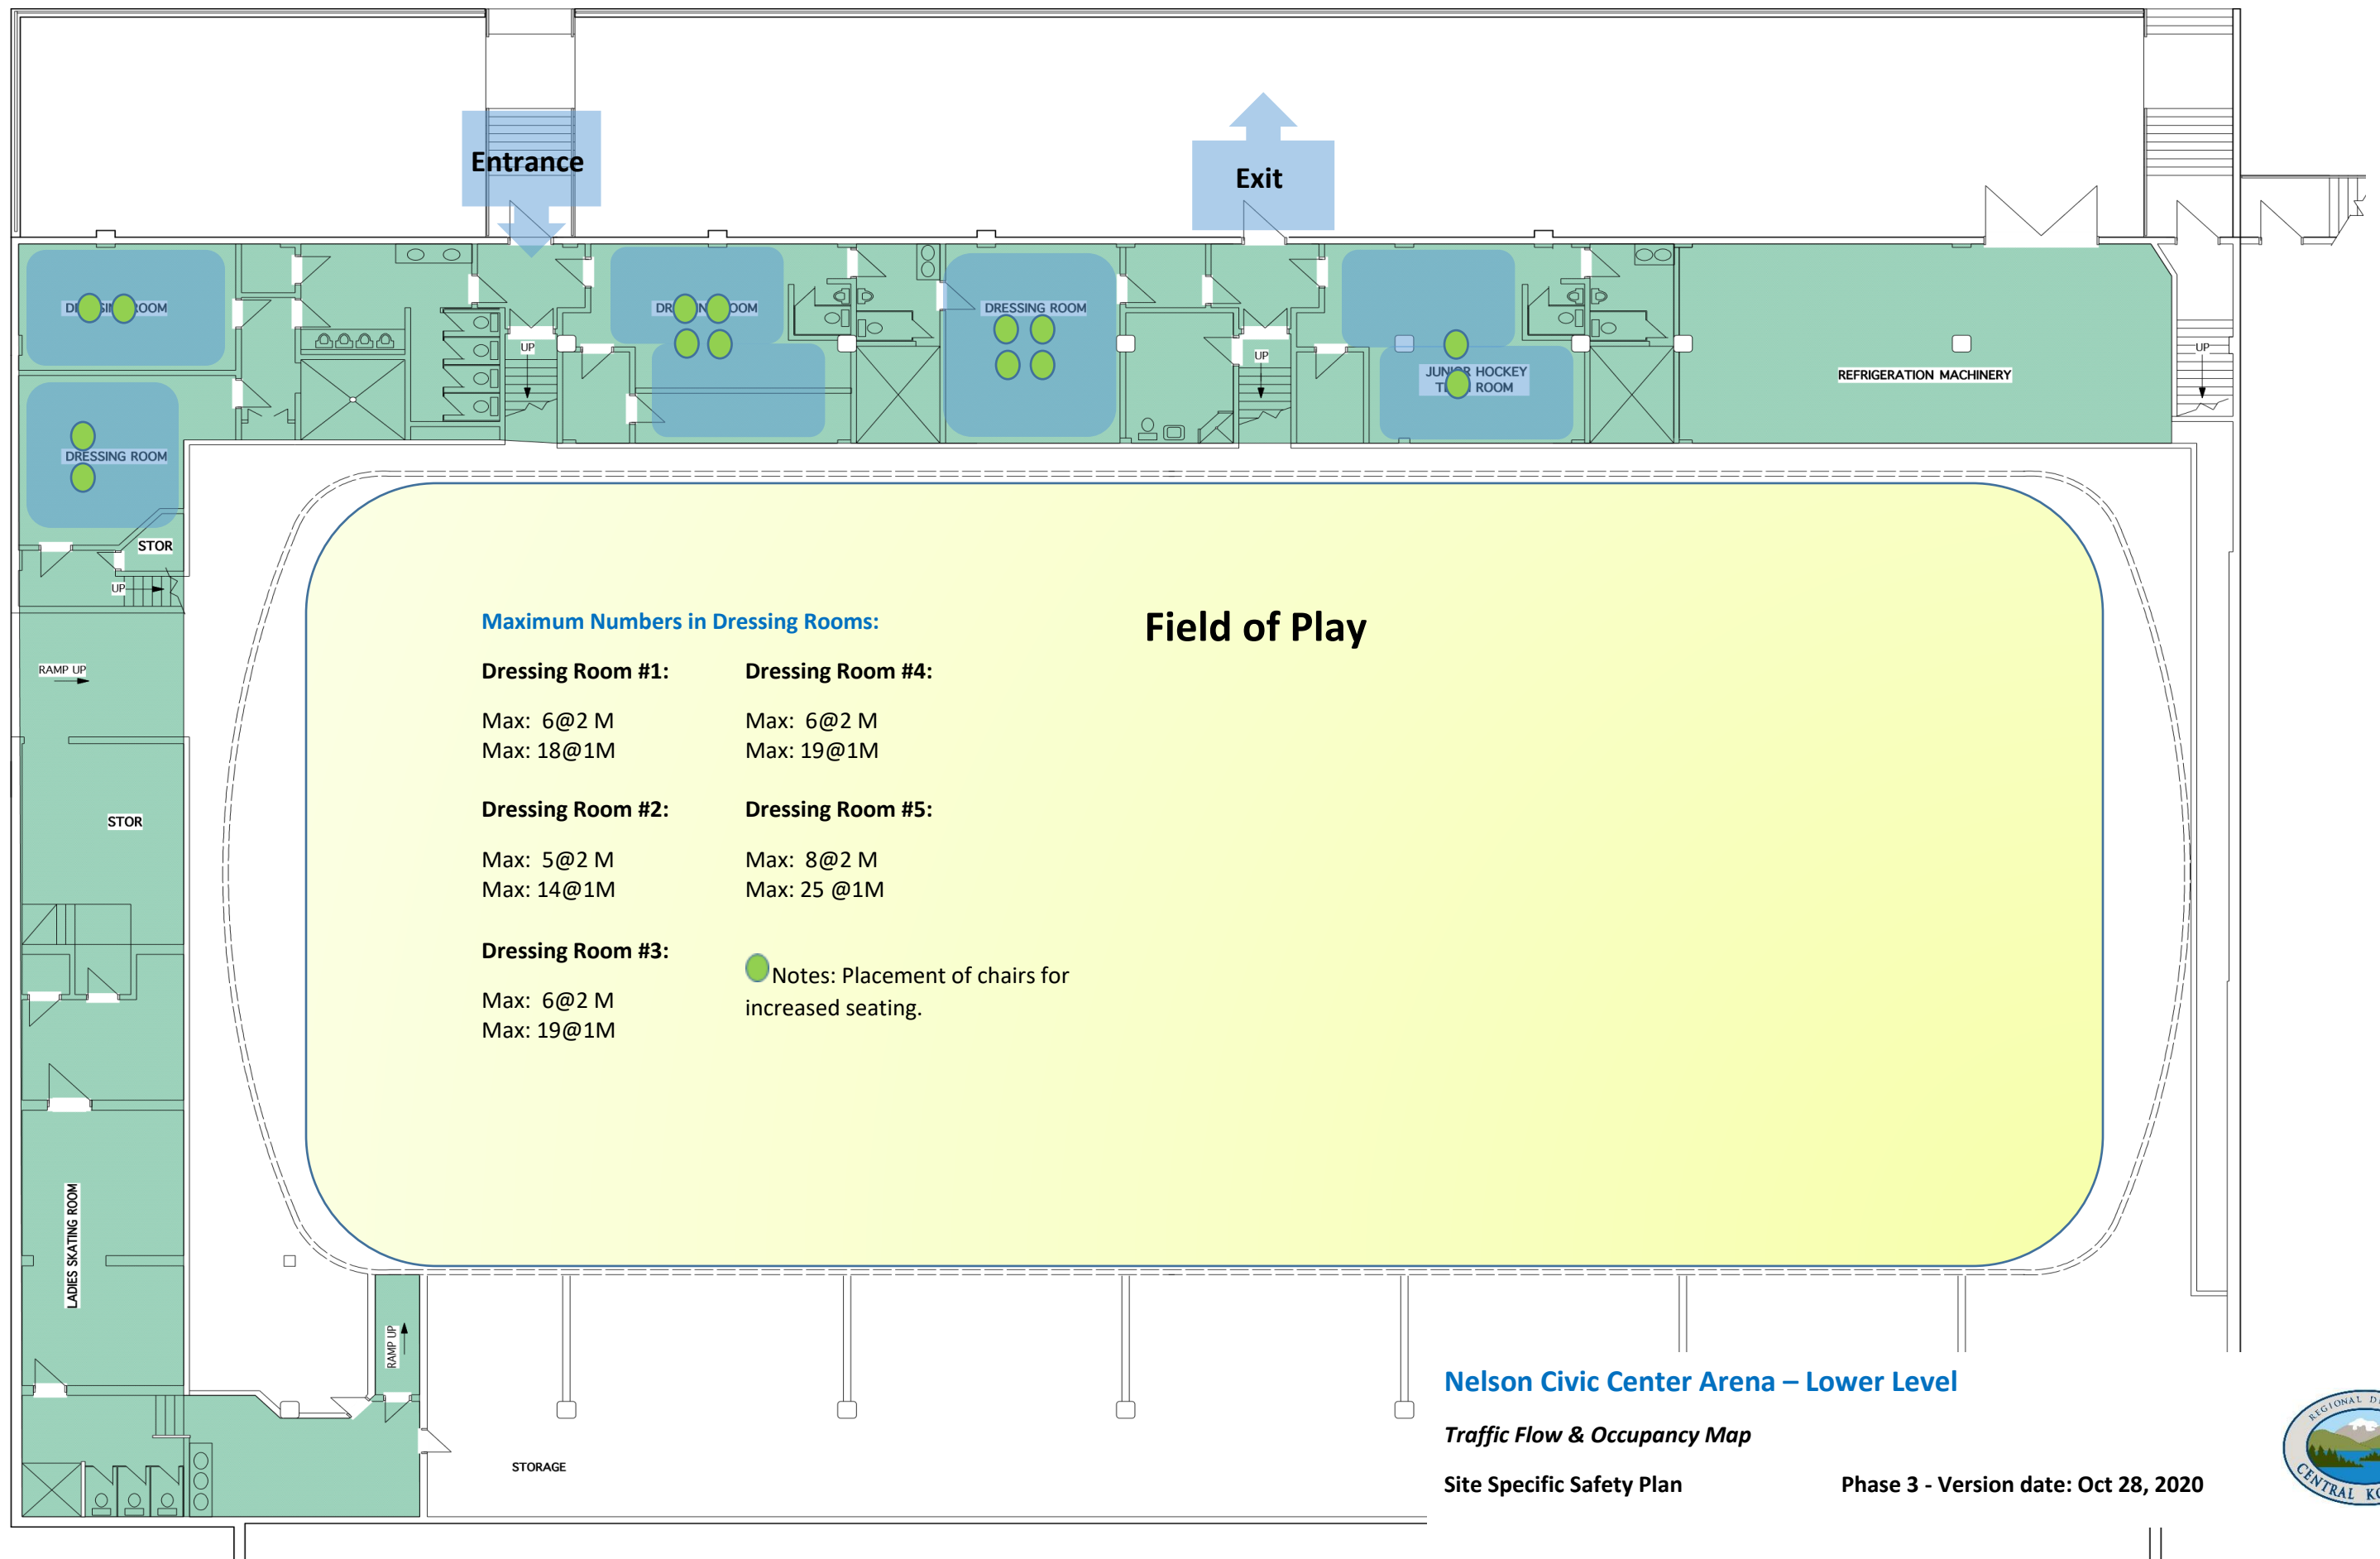 Entrance
Exit
DRESSING ROOM
DRESSING ROOM
DRESSING ROOM
JUNIOR HOCKEY
ROOM
REFRIGERATION MACHINERY
UP
UP
UP
DRESSING ROOM
STOR
UP
RAMP UP
STOR
LADIES SKATING ROOM
RAMP UP
STORAGE
Field of Play
Maximum Numbers in Dressing Rooms:
Dressing Room #1:
Max: 6@2 M
Max: 18@1M
Dressing Room #2:
Max: 5@2 M
Max: 14@1M
Dressing Room #3:
Max: 6@2 M
Max: 19@1M
Dressing Room #4:
Max: 6@2 M
Max: 19@1M
Dressing Room #5:
Max: 8@2 M
Max: 25 @1M
Notes: Placement of chairs for
increased seating.
Nelson Civic Center Arena – Lower Level
Traffic Flow & Occupancy Map
Site Specific Safety Plan
Phase 3 - Version date: Oct 28, 2020
REGIONAL
CENTRAL